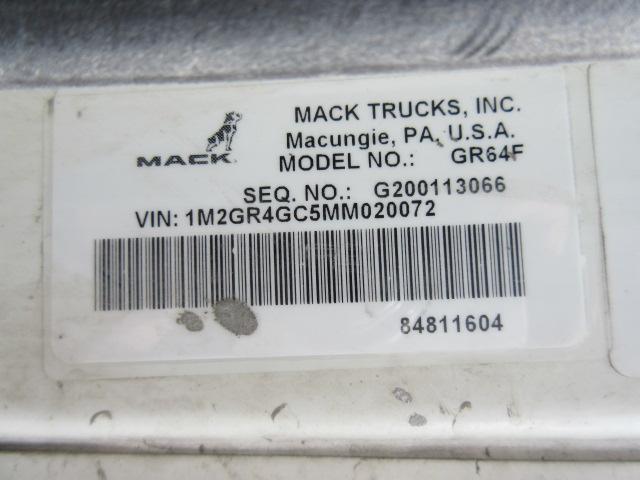 MACK TRUCKS, INC.
Macungie, PA, U.S.A.
MACK
MODEL NO.: GR64F
SEQ. NO.: G200113066
VIN: 1M2GR4GC5MM020072
84811604